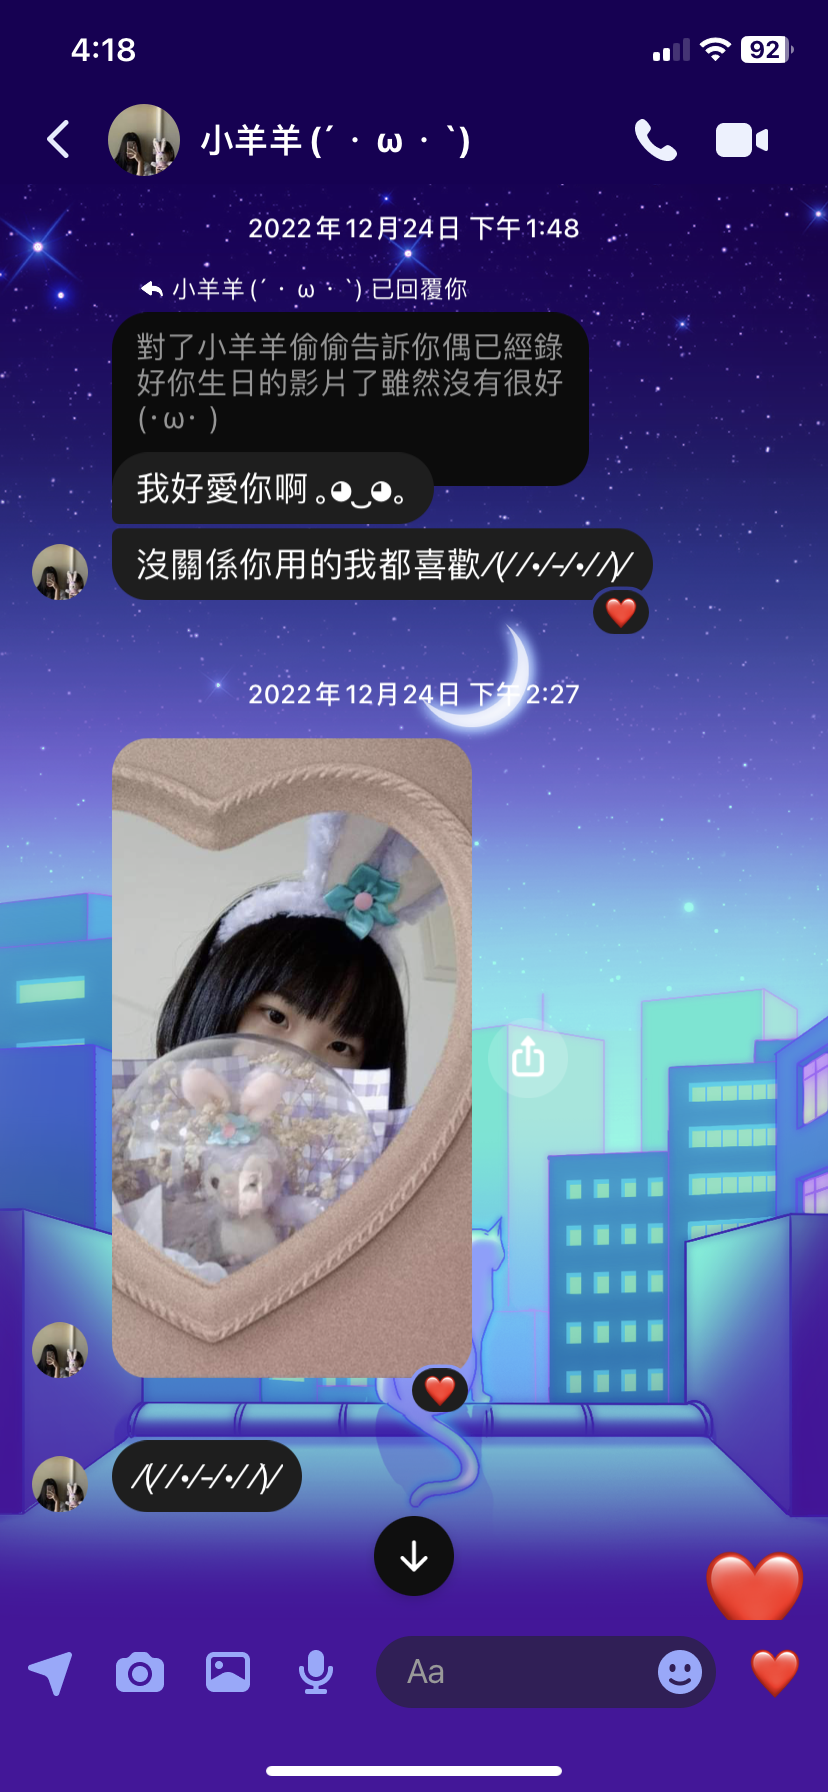 4:18
92
小羊羊 (´・ω・`)
2022年12月24日 下午1:48
小羊羊 (´・ω・`) 已回覆你
對了小羊羊偷偷告訴你偶已經錄
好你生日的影片了雖然沒有很好
(·ω· )
我好愛你啊 ｡◕‿◕｡
沒關係你用的我都喜歡⁄(⁄ ⁄•⁄-⁄•⁄ ⁄)⁄
2022年12月24日 下午2:27
⁄(⁄ ⁄•⁄-⁄•⁄ ⁄)⁄
Aa